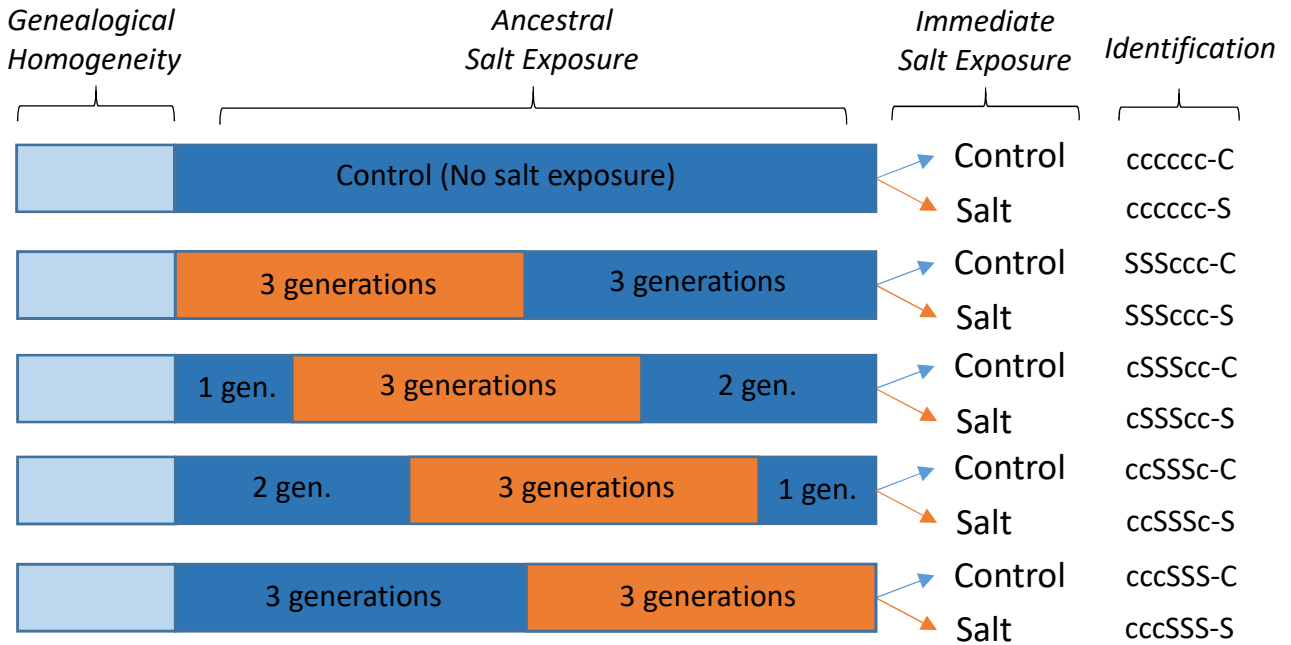 Genealogical
Homogeneity
Ancestral
Salt Exposure
Immediate
Salt Exposure
Identification
Control (No salt exposure)
Control
cccccc-C
Salt
cccccc-S
3 generations
3 generations
Control
SSSccc-C
Salt
SSSccc-S
1 gen.
3 generations
2 gen.
Control
cSSScc-C
Salt
cSSScc-S
2 gen.
3 generations
1 gen.
Control
ccSSSc-C
Salt
ccSSSc-S
3 generations
3 generations
Control
cccSSS-C
Salt
cccSSS-S